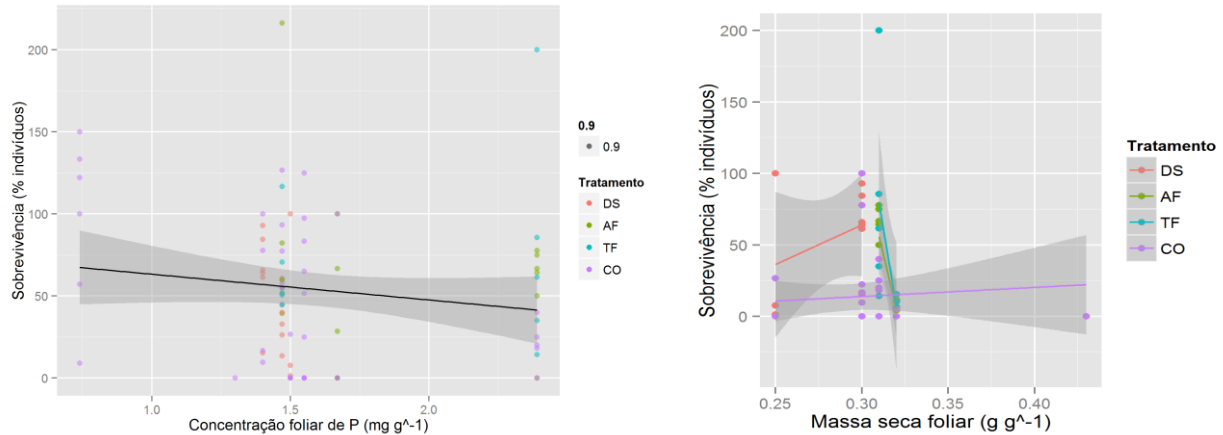 200
150
100
50
0
Sobrevivência (% indivíduos)
1.0
1.5
2.0
Concentração foliar de P (mg g^-1)
0.9
0.9
Tratamento
DS
AF
TF
CO
200
150
100
50
0
Sobrevivência (% indivíduos)
0.25
0.30
0.35
0.40
Massa seca foliar (g g^-1)
Tratamento
DS
AF
TF
CO